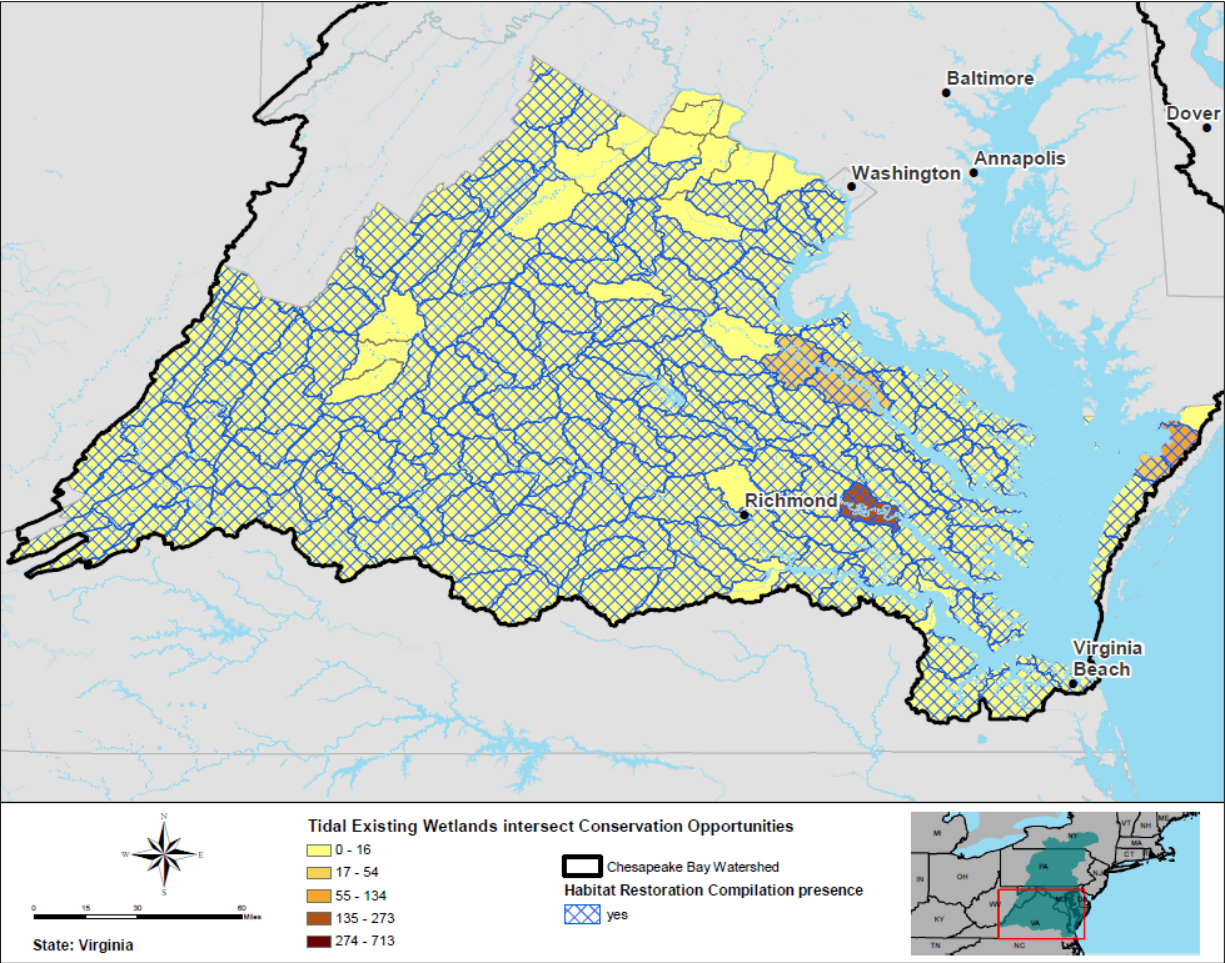 Baltimore
Dover
Annapolis
Washington
Richmond
Virginia
Beach
N
W
E
S
0
15
30
60
Miles
State: Virginia
Tidal Existing Wetlands intersect Conservation Opportunities
0 - 16
17 - 54
55 - 134
135 - 273
274 - 713
Chesapeake Bay Watershed
Habitat Restoration Compilation presence
yes
MI
NY
VT
NH
ME
MA
CT
PA
NJ
IN
OH
WV
MD
KY
VA
TN
NC